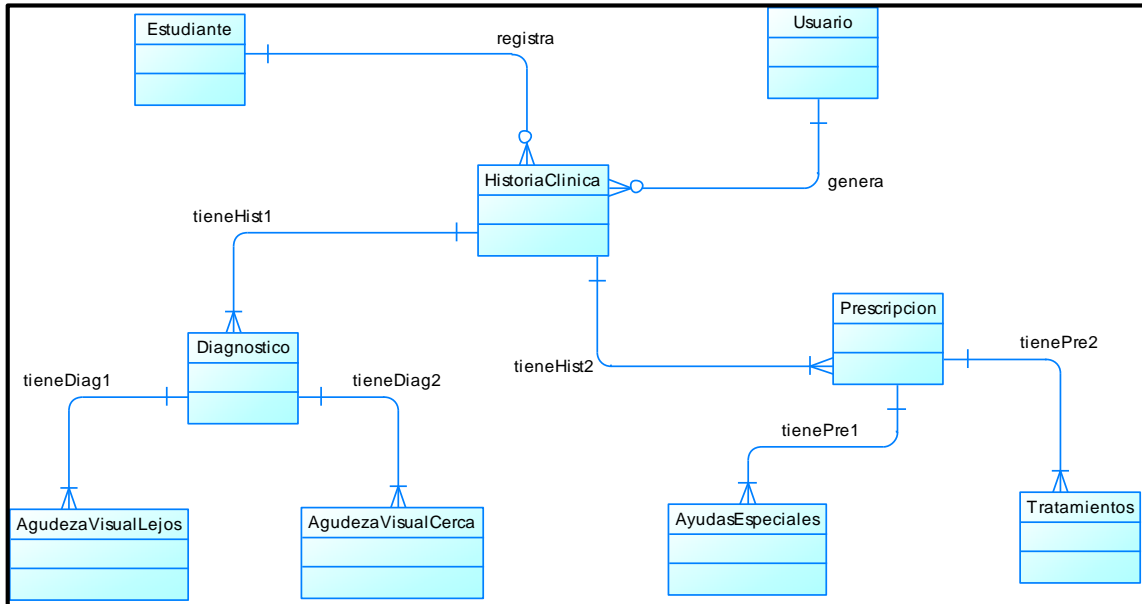 Estudiante
Usuario
registra
HistoriaClinica
genera
tieneHist1
Prescripcion
Diagnostico
tienePre2
tieneHist2
tieneDiag1
tieneDiag2
tienePre1
AgudezaVisualLejos
AgudezaVisualCerca
AyudasEspeciales
Tratamientos